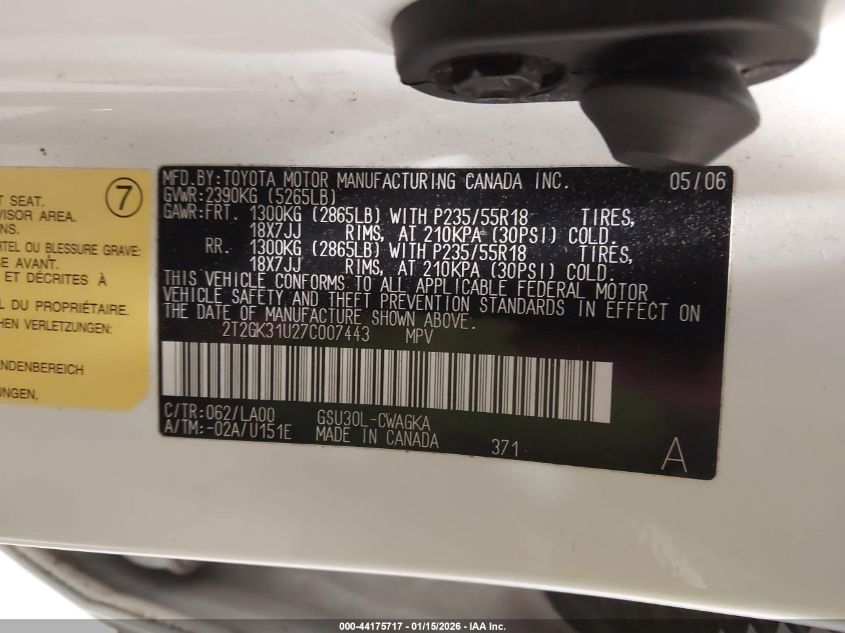 7
T SEAT.
VISOR AREA.
NS.
RTEL OU BLESSURE GRAVE:
GE AVANT.
ET DÉCRITES À
L DU PROPRIÉTAIRE.
CHEN VERLETZUNG-
NDENBEREICH
UNGEN.
MFD.BY:TOYOTA MOTOR MANUFACTURING CANADA INC. 05/06
GVWR:2390KG (5265LB)
GAWR:FRT. 1300KG (2865LB) WITH P235/55R18 TIRES,
18X7JJ RIMS, AT 210KPA (30PSI) COLD.
RR. 1300KG (2865LB) WITH P235/55R18 TIRES,
18X7JJ RIMS, AT 210KPA (30PSI) COLD.
THIS VEHICLE CONFORMS TO ALL APPLICABLE FEDERAL MOTOR
VEHICLE SAFETY AND THEFT PREVENTION STANDARDS IN EFFECT ON
THE DATE OF MANUFACTURE SHOWN ABOVE.
2T2GK31U27C007443 MPV
C/TR:062/LA00 GSU30L-CWAGKA
A/TM:-02A/U151E MADE IN CANADA 371
A
000-44175717 - 01/15/2026 - IAA Inc.